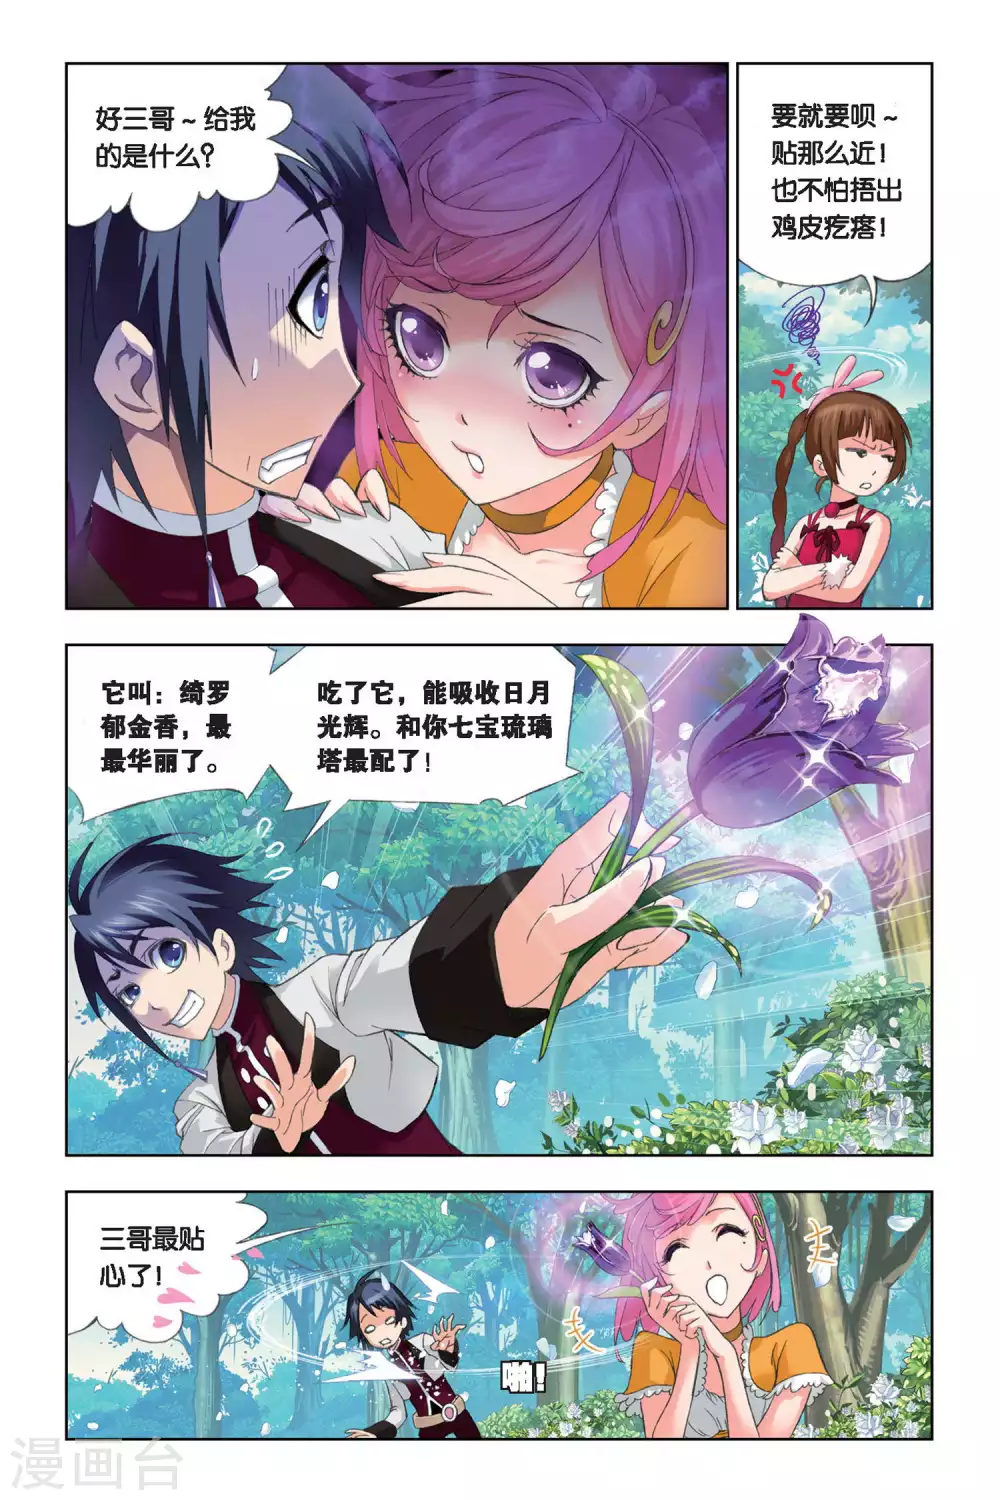 好三哥～给我
的是什么？
要就要呗～
贴那么近！
也不怕捂出
鸡皮疙瘩！
它叫：绮罗
郁金香，最
最华丽了。
吃了它，能吸收日月
光辉。和你七宝琉璃
塔最配了！
三哥最贴
心了！
啪！
漫画台